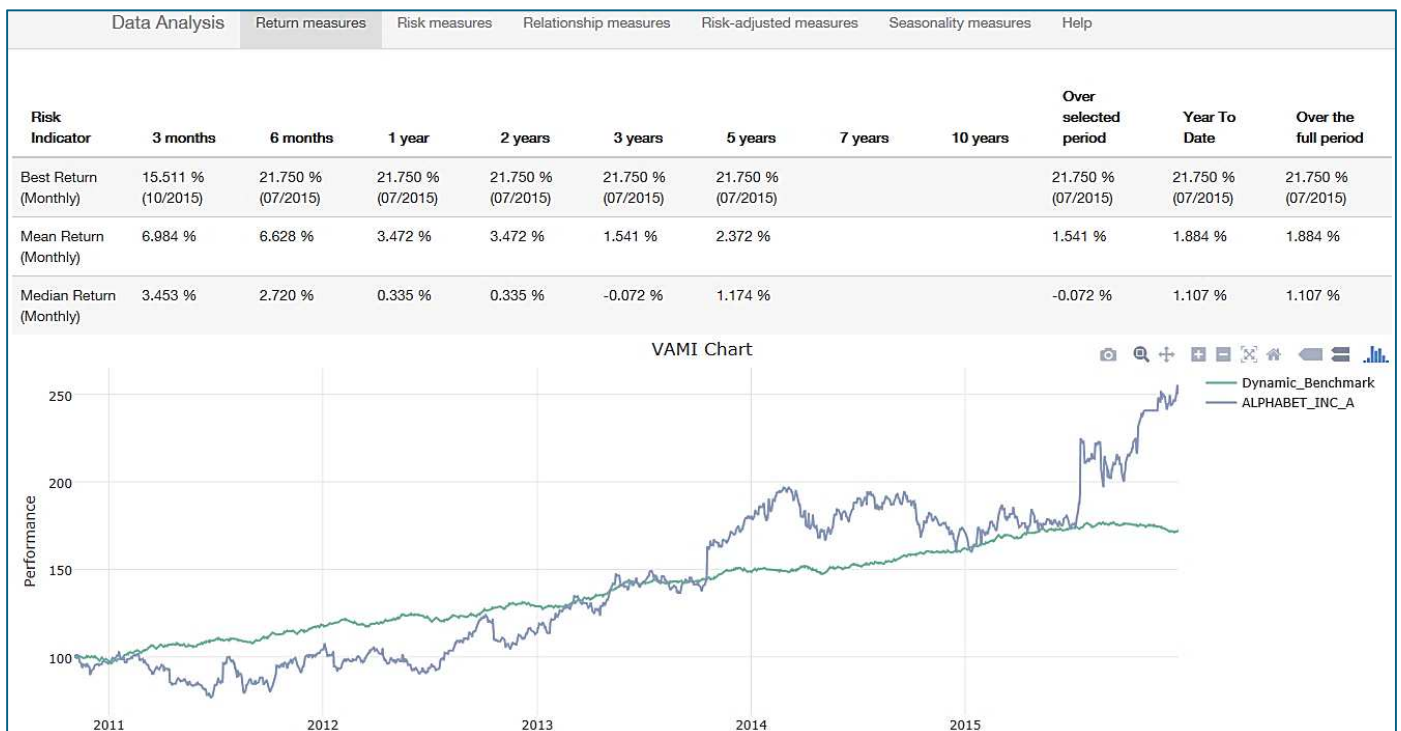 Data Analysis Return measures Risk measures Relationship measures Risk-adjusted measures Seasonality measures Help
Risk Indicator 3 months 6 months 1 year 2 years 3 years 5 years 7 years 10 years Over selected period Year To Date Over the full period
Best Return (Monthly) 15.511 % (10/2015) 21.750 % (07/2015) 21.750 % (07/2015) 21.750 % (07/2015) 21.750 % (07/2015) 21.750 % (07/2015) 21.750 % (07/2015) 21.750 % (07/2015) 21.750 % (07/2015)
Mean Return (Monthly) 6.984 % 6.628 % 3.472 % 3.472 % 1.541 % 2.372 % 1.541 % 1.884 % 1.884 %
Median Return (Monthly) 3.453 % 2.720 % 0.335 % 0.335 % -0.072 % 1.174 % -0.072 % 1.107 % 1.107 %
VAMI Chart
Dynamic_Benchmark
ALPHABET_INC_A
Performance
250
200
150
100
2011 2012 2013 2014 2015